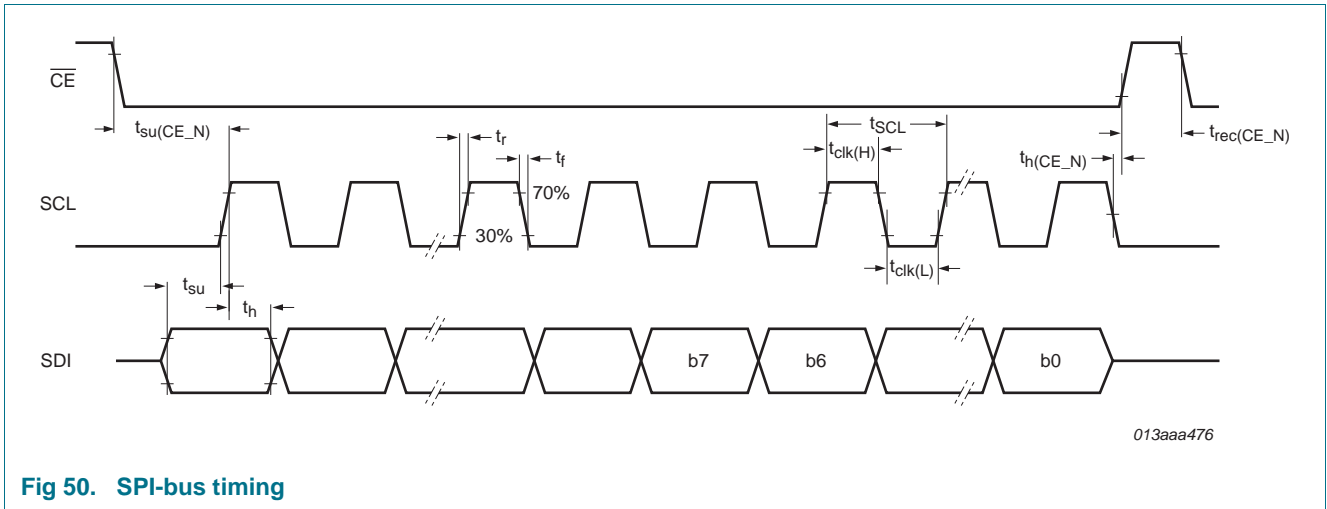 CE
tsu(CE_N)
tr
tf
tSCL
tclk(H)
trec(CE_N)
th(CE_N)
SCL
70%
30%
tclk(L)
tsu
th
SDI
b7
b6
b0
013aaa476
Fig 50. SPI-bus timing